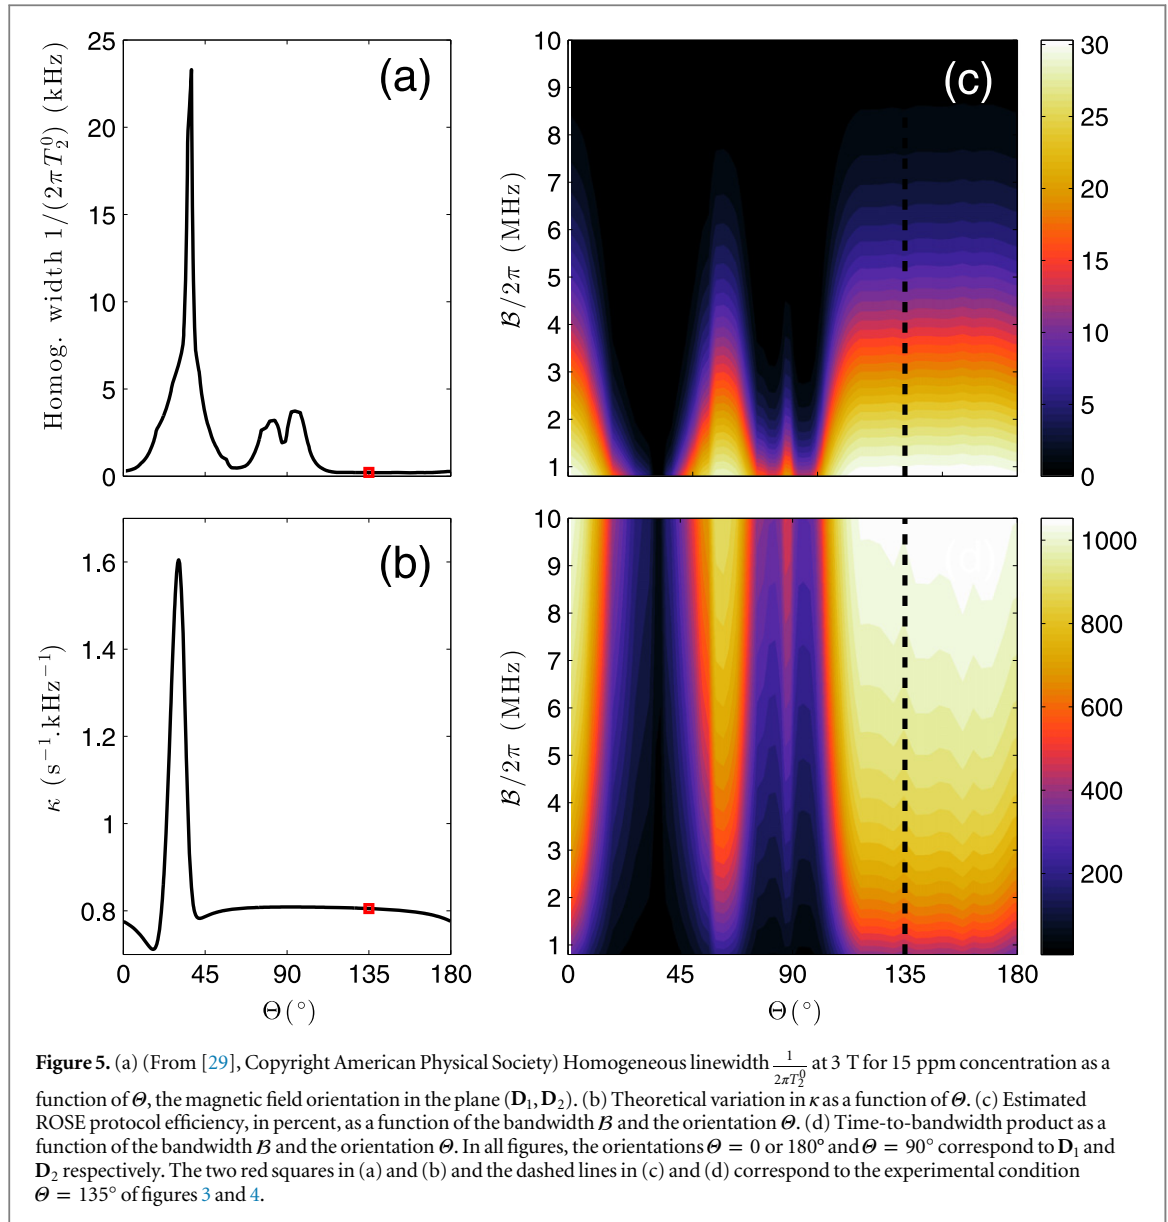 25
20
15
10
5
0
Homog. width 1/(2πT₂⁰) (kHz)
(a)
10
9
8
7
6
5
4
3
2
1
B/2π (MHz)
(c)
30
25
20
15
10
5
0
1.6
1.4
1.2
1
0.8
κ (s⁻¹.kHz⁻¹)
(b)
0 45 90 135 180
Θ(°)
10
9
8
7
6
5
4
3
2
1
B/2π (MHz)
(d)
0 45 90 135 180
Θ(°)
1000
800
600
400
200
Figure 5. (a) (From [29], Copyright American Physical Society) Homogeneous linewidth 1/(2πT₂⁰) at 3 T for 15 ppm concentration as a
function of Θ, the magnetic field orientation in the plane (D₁, D₂). (b) Theoretical variation in κ as a function of Θ. (c) Estimated
ROSE protocol efficiency, in percent, as a function of the bandwidth B and the orientation Θ. (d) Time-to-bandwidth product as a
function of the bandwidth B and the orientation Θ. In all figures, the orientations Θ = 0 or 180° and Θ = 90° correspond to D₁ and
D₂ respectively. The two red squares in (a) and (b) and the dashed lines in (c) and (d) correspond to the experimental condition
Θ = 135° of figures 3 and 4.